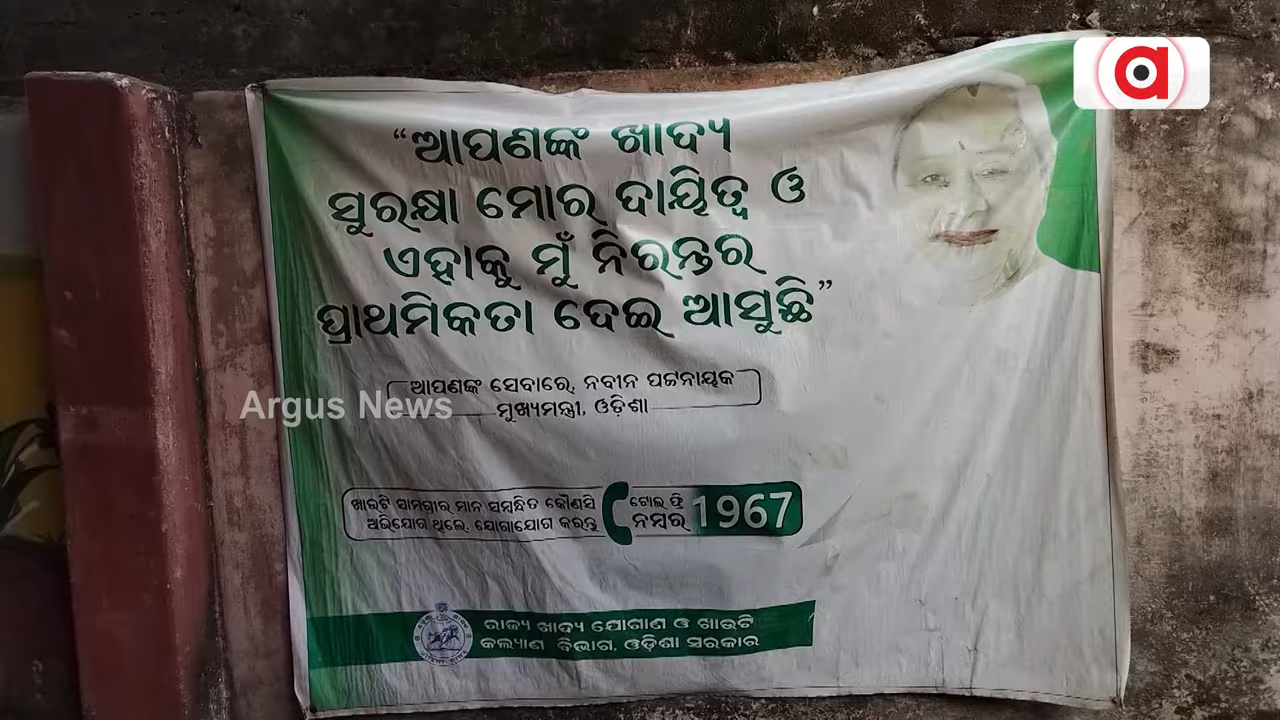 “ଆପଣଙ୍କ ଖାଦ୍ୟ
ସୁରକ୍ଷା ମୋର ଦାୟିତ୍ୱ ଓ
ଏହାକୁ ମୁଁ ନିରନ୍ତର
ପ୍ରାଥମିକତା ଦେଇ ଆସୁଛି”
ଆପଣଙ୍କ ସେବାରେ, ନବୀନ ପଟ୍ଟନାୟକ
ମୁଖ୍ୟମନ୍ତ୍ରୀ, ଓଡ଼ିଶା
Argus News
ଖାଉଟି ସାମଗ୍ରୀର ମାନ ସମ୍ବନ୍ଧିତ କୌଣସି
ଅଭିଯୋଗ ଥିଲେ, ଯୋଗାଯୋଗ କରନ୍ତୁ
ଟୋଲ୍ ଫ୍ରି
ନମ୍ବର
1967
ରାଜ୍ୟ ଖାଦ୍ୟ ଯୋଗାଣ ଓ ଖାଉଟି
କଲ୍ୟାଣ ବିଭାଗ, ଓଡ଼ିଶା ସରକାର